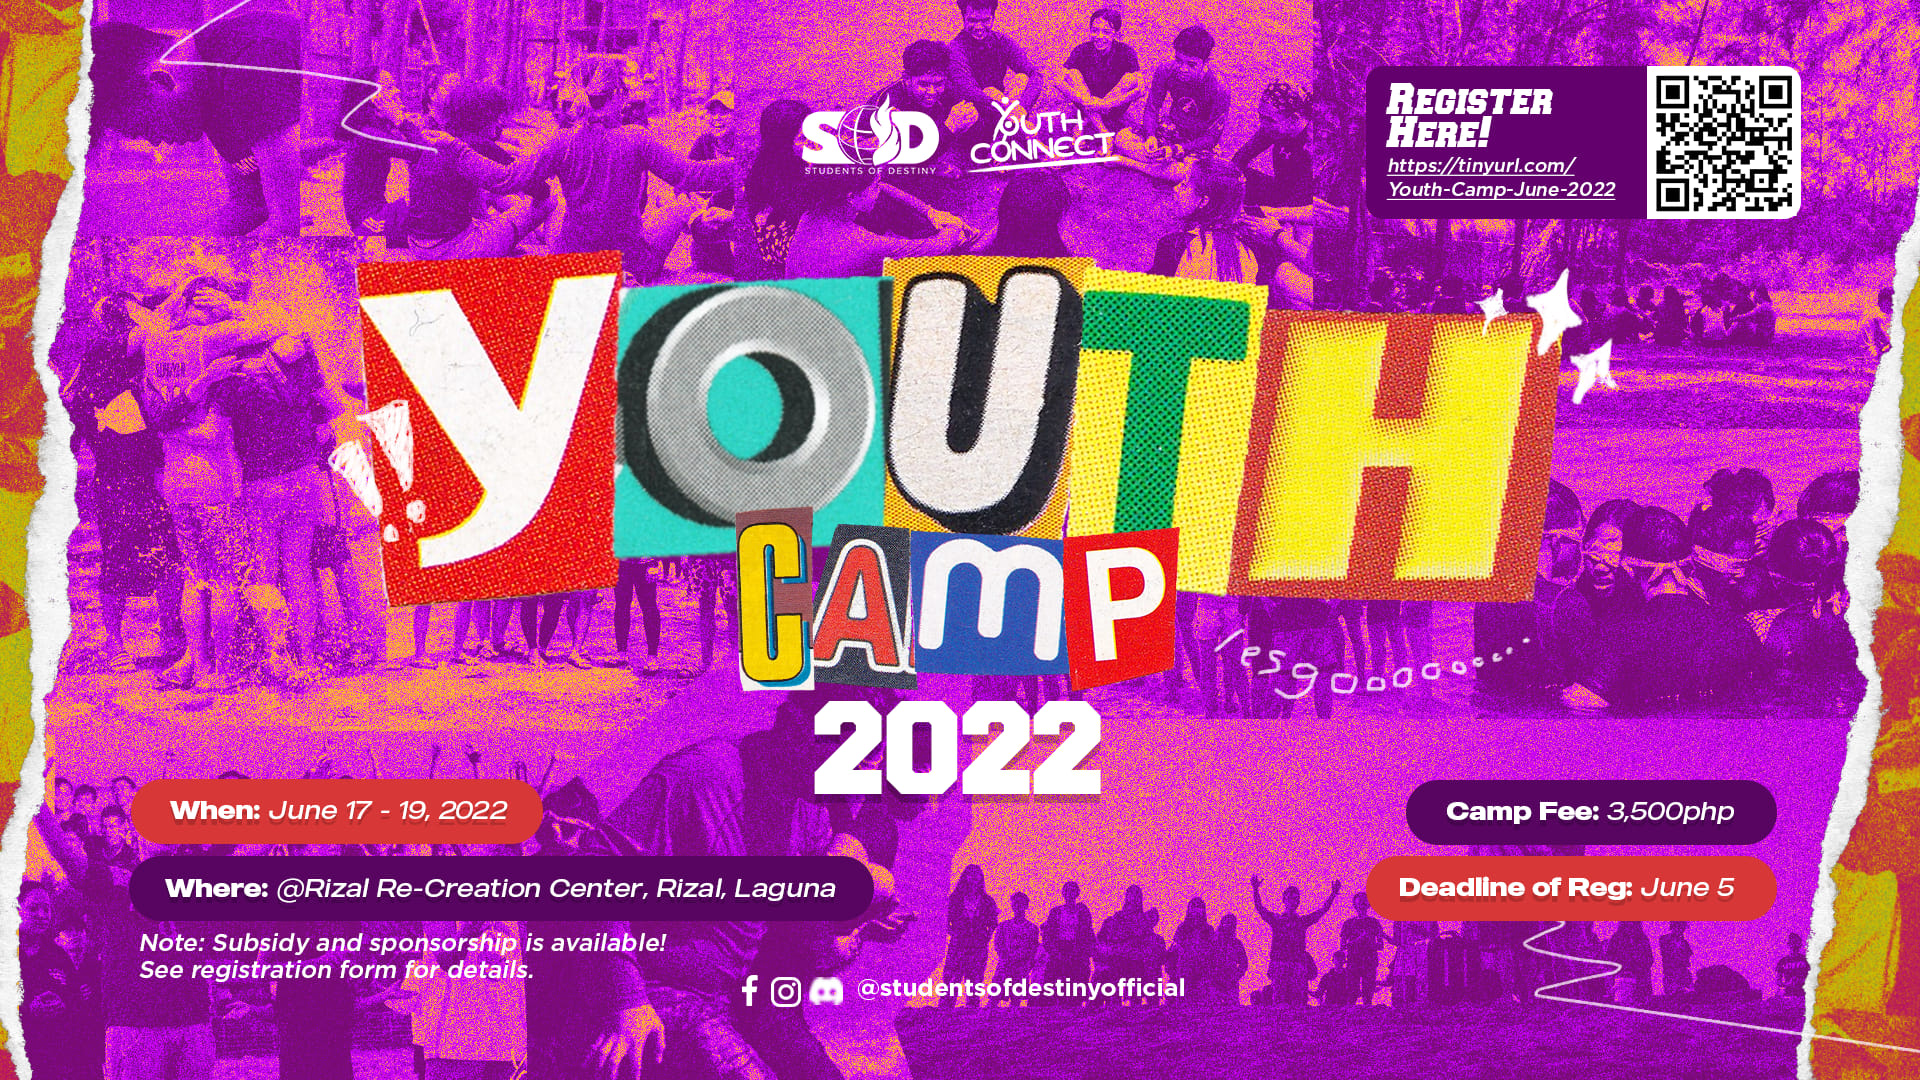 SOD
STUDENTS OF DESTINY
YOUTH
CONNECT
REGISTER
HERE!
https://tinyurl.com/
Youth-Camp-June-2022
YOUTH
CAmP
2022
Yesgoooooo.....
When: June 17 - 19, 2022
Where: @Rizal Re-Creation Center, Rizal, Laguna
Note: Subsidy and sponsorship is available!
See registration form for details.
Camp Fee: 3,500php
Deadline of Reg: June 5
@studentsofdestinyofficial